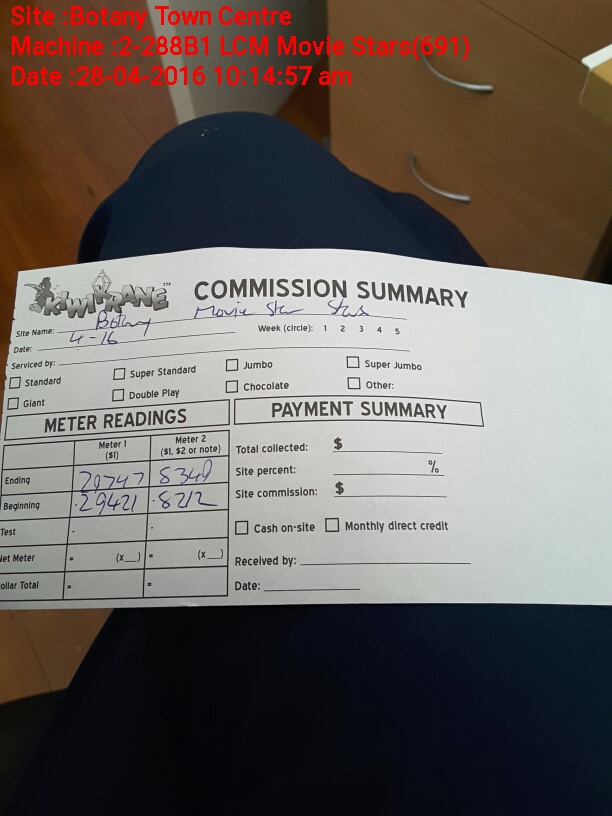 Site :Botany Town Centre
Machine :2-288B1 LCM Movie Stars(691)
Date :28-04-2016 10:14:57 am
KIWIKRANE™ COMMISSION SUMMARY
Site Name: Botany Movie Star Stars
Date: 4-16 Week (circle): 1 2 3 4 5
Serviced by:
Standard Super Standard Jumbo Super Jumbo
Giant Double Play Chocolate Other:
METER READINGS
Meter 1 ($1) Meter 2 ($1, $2 or note)
Ending 29747 8340
Beginning 29421 8212
Test - -
Net Meter = (x__) = (x__)
ollar Total = =
PAYMENT SUMMARY
Total collected: $
Site percent: %
Site commission: $
Cash on-site Monthly direct credit
Received by:
Date: